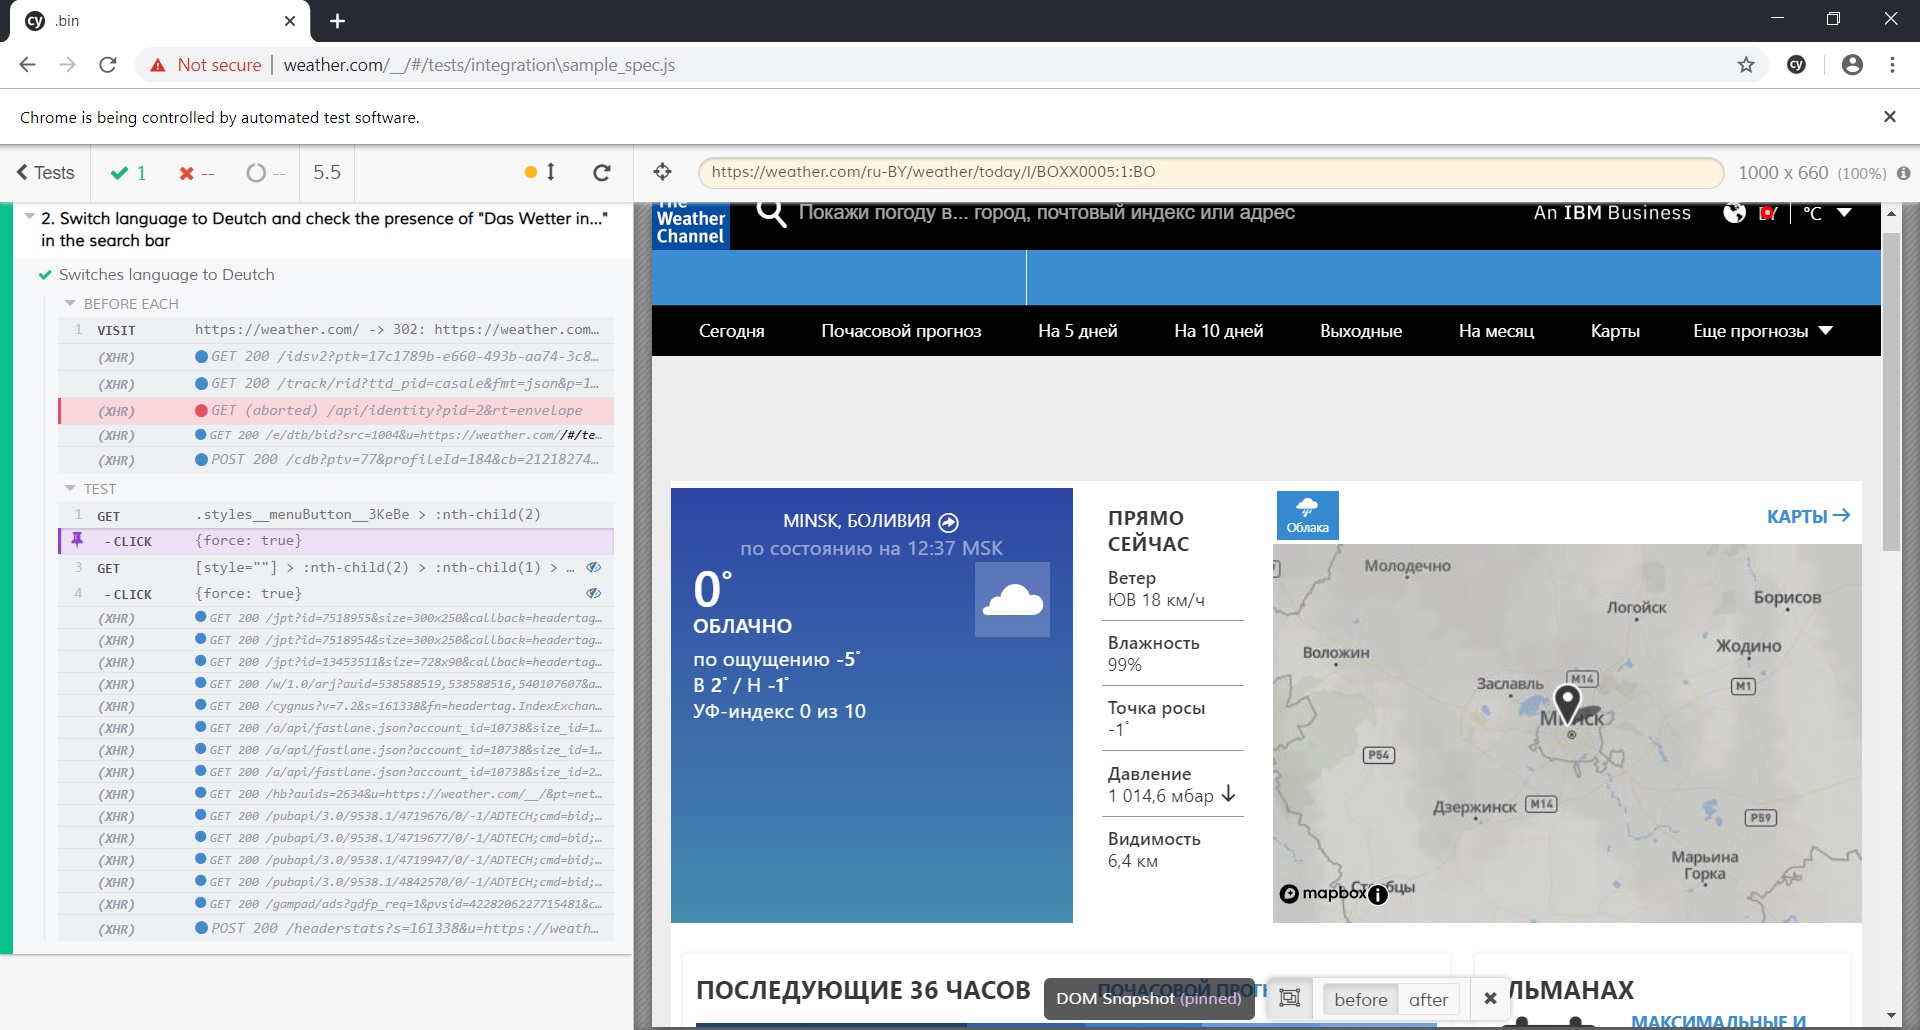 .bin
Not secure
weather.com/__/#/tests/integration\sample_spec.js
Chrome is being controlled by automated test software.
Tests
1
--
--
5.5
https://weather.com/ru-BY/weather/today/l/BOXX0005:1:BO
1000 x 660 (100%)
2. Switch language to Deutch and check the presence of "Das Wetter in..."
in the search bar
Switches language to Deutch
BEFORE EACH
1 VISIT https://weather.com/ -> 302: https://weather.com…
(XHR) GET 200 /idsv2?ptk=17c1789b-e660-493b-aa74-3c8…
(XHR) GET 200 /track/rid?ttd_pid=casale&fmt=json&p=1…
(XHR) GET (aborted) /api/identity?pid=2&rt=envelope
(XHR) GET 200 /e/dtb/bid?src=1004&u=https://weather.com//#/te…
(XHR) POST 200 /cdb?ptv=77&profileId=184&cb=21218274…
TEST
1 GET .styles__menuButton__3KeBe > :nth-child(2)
- CLICK {force: true}
3 GET [style=""] > :nth-child(2) > :nth-child(1) > …
4 - CLICK {force: true}
(XHR) GET 200 /jpt?id=7518955&size=300x250&callback=headertag…
(XHR) GET 200 /jpt?id=7518954&size=300x250&callback=headertag…
(XHR) GET 200 /jpt?id=13453511&size=728x90&callback=headertag…
(XHR) GET 200 /w/1.0/arj?auid=538588519,538588516,540107607&a…
(XHR) GET 200 /cygnus?v=7.2&s=161338&fn=headertag.IndexExchan…
(XHR) GET 200 /a/api/fastlane.json?account_id=10738&size_id=1…
(XHR) GET 200 /a/api/fastlane.json?account_id=10738&size_id=1…
(XHR) GET 200 /a/api/fastlane.json?account_id=10738&size_id=2…
(XHR) GET 200 /hb?auids=2634&u=https://weather.com/__/&pt=net…
(XHR) GET 200 /pubapi/3.0/9538.1/4719676/0/-1/ADTECH;cmd=bid;…
(XHR) GET 200 /pubapi/3.0/9538.1/4719677/0/-1/ADTECH;cmd=bid;…
(XHR) GET 200 /pubapi/3.0/9538.1/4719947/0/-1/ADTECH;cmd=bid;…
(XHR) GET 200 /pubapi/3.0/9538.1/4842570/0/-1/ADTECH;cmd=bid;…
(XHR) GET 200 /gampad/ads?gdfp_req=1&pvsid=4228206227715481&c…
(XHR) POST 200 /headerstats?s=161338&u=https://weath…
The
Weather
Channel
Покажи погоду в... город, почтовый индекс или адрес
An IBM Business
°C
Сегодня
Почасовой прогноз
На 5 дней
На 10 дней
Выходные
На месяц
Карты
Еще прогнозы
MINSK, БОЛИВИЯ
по состоянию на 12:37 MSK
0°
ОБЛАЧНО
по ощущению -5°
В 2° / Н -1°
УФ-индекс 0 из 10
ПРЯМО
СЕЙЧАС
Ветер
ЮВ 18 км/ч
Влажность
99%
Точка росы
-1°
Давление
1 014,6 мбар
Видимость
6,4 км
Облака
КАРТЫ
Молодечно
Логойск
Борисов
Воложин
Жодино
Заславль
M14
M1
P54
Дзержинск
M14
P59
Марьина
Горка
mapbox
ПОСЛЕДУЮЩИЕ 36 ЧАСОВ
DOM Snapshot (pinned)
before
after
ЛЬМАНАХ
МАКСИМАЛЬНЫЕ И